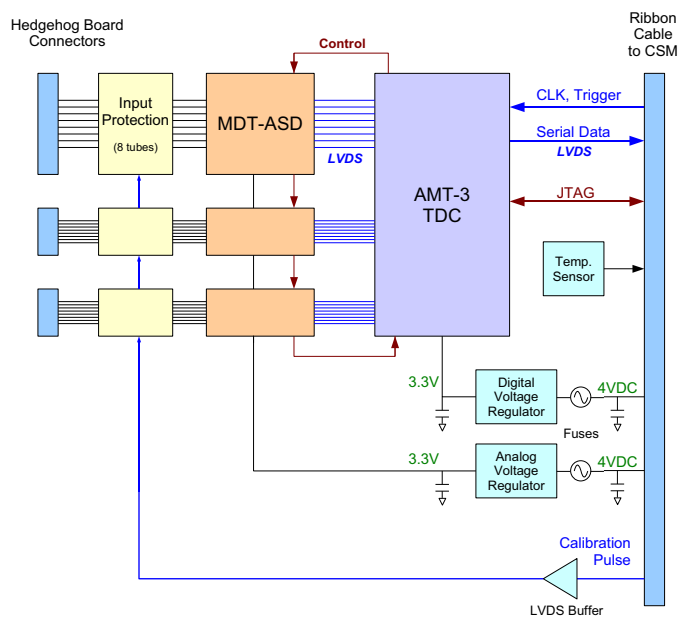 Hedgehog Board
Connectors
Ribbon
Cable
to CSM
Control
Input
Protection
(8 tubes)
MDT-ASD
LVDS
AMT-3
TDC
CLK, Trigger
Serial Data
LVDS
JTAG
Temp.
Sensor
3.3V
Digital
Voltage
Regulator
4VDC
Fuses
3.3V
Analog
Voltage
Regulator
4VDC
Calibration
Pulse
LVDS Buffer